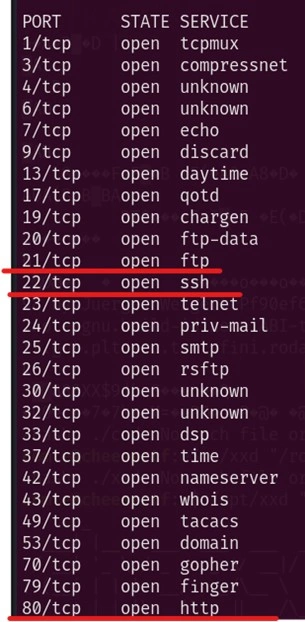 PORT STATE SERVICE
1/tcp open tcpmux
3/tcp open compressnet
4/tcp open unknown
6/tcp open unknown
7/tcp open echo
9/tcp open discard
13/tcp open daytime
17/tcp open qotd
19/tcp open chargen
20/tcp open ftp-data
21/tcp open ftp
22/tcp open ssh
23/tcp open telnet
24/tcp open priv-mail
25/tcp open smtp
26/tcp open rsftp
30/tcp open unknown
32/tcp open unknown
33/tcp open dsp
37/tcp open time
42/tcp open nameserver
43/tcp open whois
49/tcp open tacacs
53/tcp open domain
70/tcp open gopher
79/tcp open finger
80/tcp open http